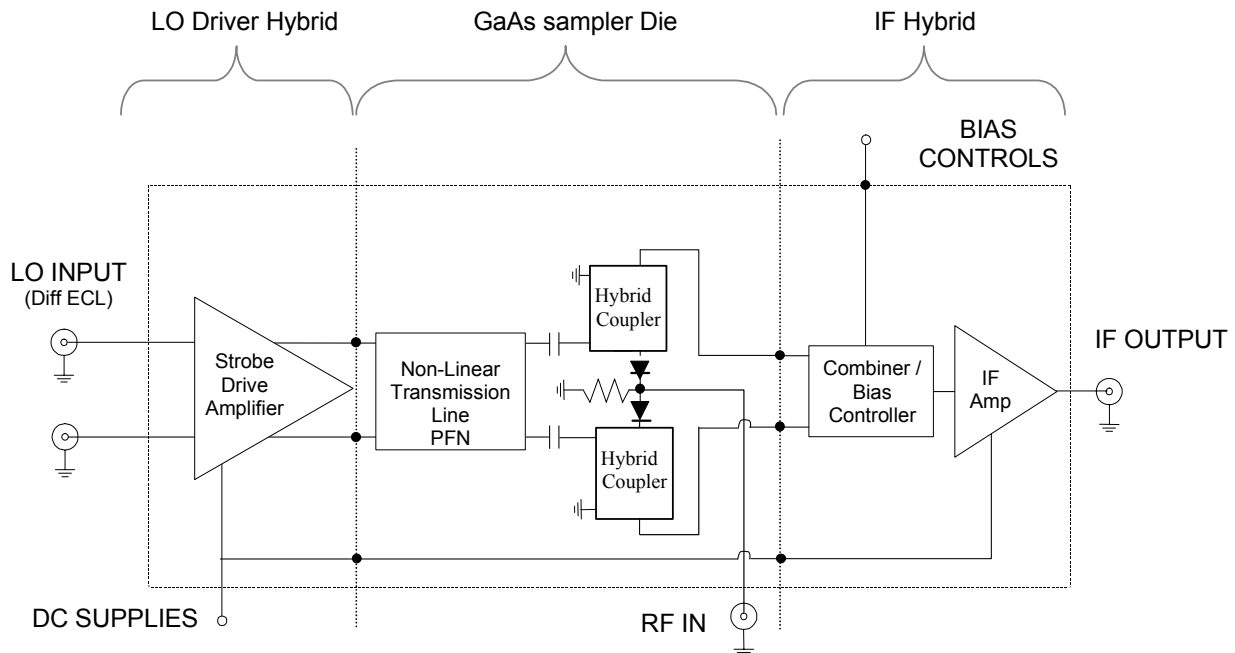 LO Driver Hybrid
GaAs sampler Die
IF Hybrid
BIAS
CONTROLS
LO INPUT
(Diff ECL)
Strobe
Drive
Amplifier
Non-Linear
Transmission
Line
PFN
Hybrid
Coupler
Hybrid
Coupler
Combiner /
Bias
Controller
IF
Amp
IF OUTPUT
DC SUPPLIES
RF IN